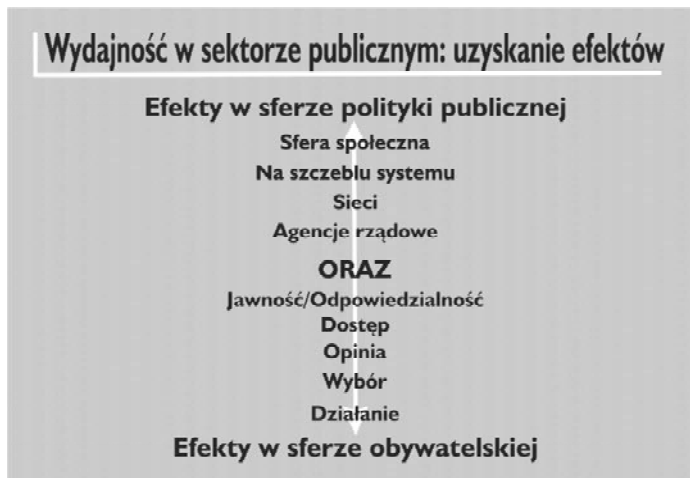 Wydajność w sektorze publicznym: uzyskanie efektów
Efekty w sferze polityki publicznej
Sfera społeczna
Na szczeblu systemu
Sieci
Agencje rządowe
ORAZ
Jawność/Odpowiedzialność
Dostęp
Opinia
Wybór
Działanie
Efekty w sferze obywatelskiej